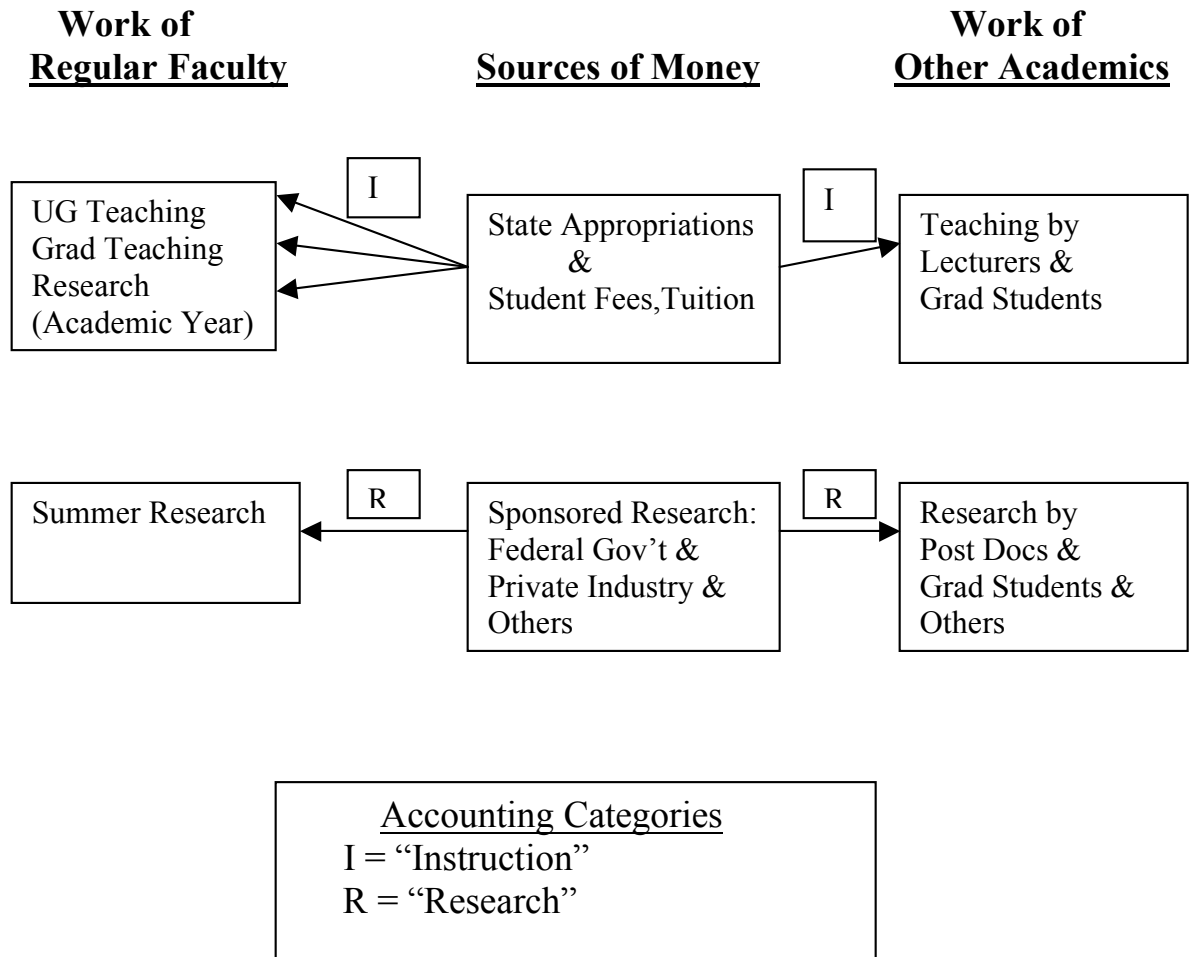 Work of
Regular Faculty
Sources of Money
Work of
Other Academics
UG Teaching
Grad Teaching
Research
(Academic Year)
I
State Appropriations
&
Student Fees,Tuition
I
Teaching by
Lecturers &
Grad Students
Summer Research
R
Sponsored Research:
Federal Gov’t &
Private Industry &
Others
R
Research by
Post Docs &
Grad Students &
Others
Accounting Categories
I = “Instruction”
R = “Research”